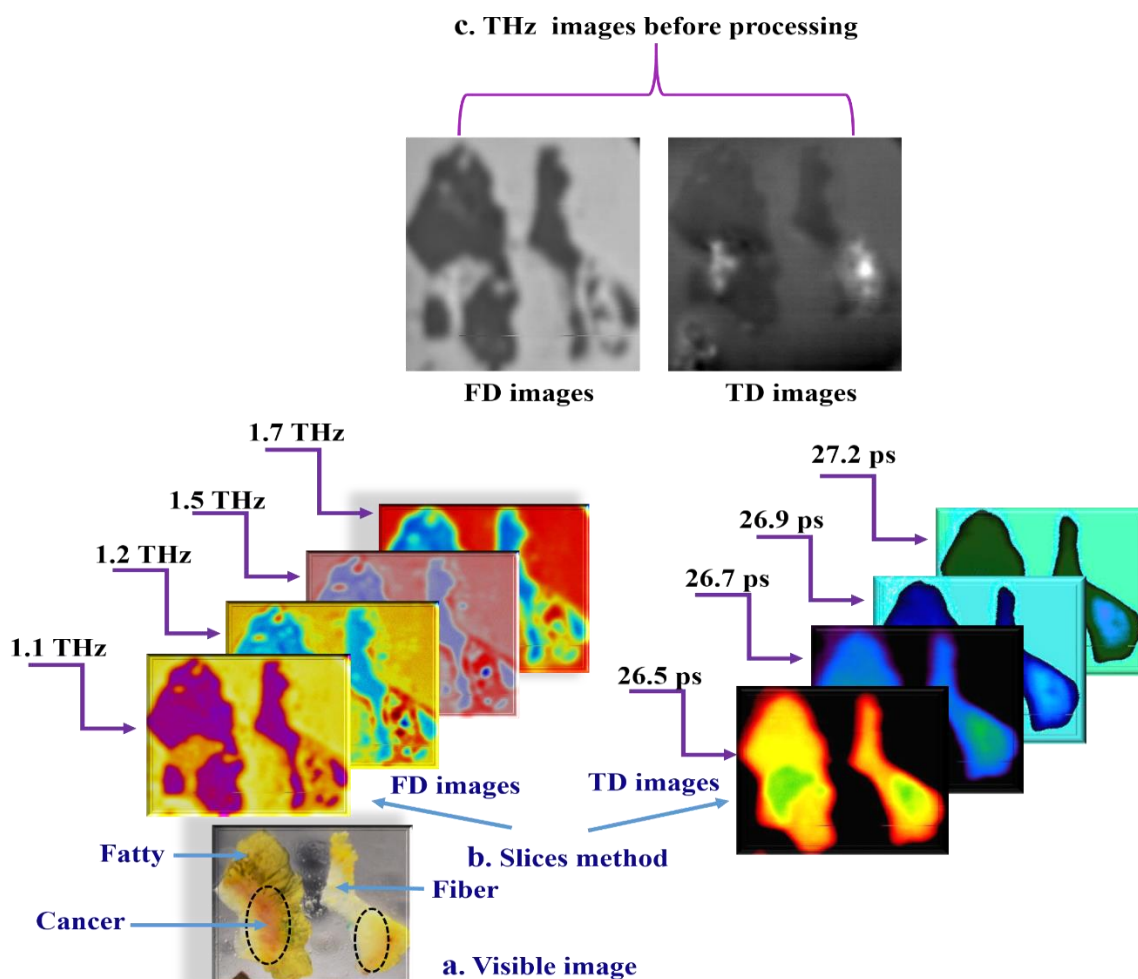 c. THz images before processing
FD images
TD images
1.7 THz
1.5 THz
1.2 THz
1.1 THz
27.2 ps
26.9 ps
26.7 ps
26.5 ps
FD images
TD images
b. Slices method
Fatty
Fiber
Cancer
a. Visible image